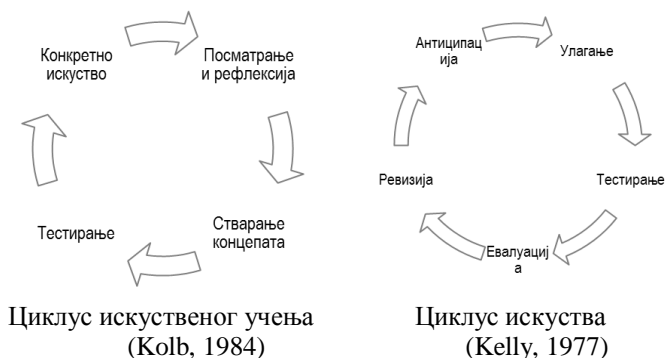 Конкретно
искуство
Посматрање
и рефлексија
Стварање
концепата
Тестирање
Циклус искуственог учења
(Kolb, 1984)
Антиципац
ија
Улагање
Тестирање
Евалуациј
а
Ревизија
Циклус искуства
(Kelly, 1977)